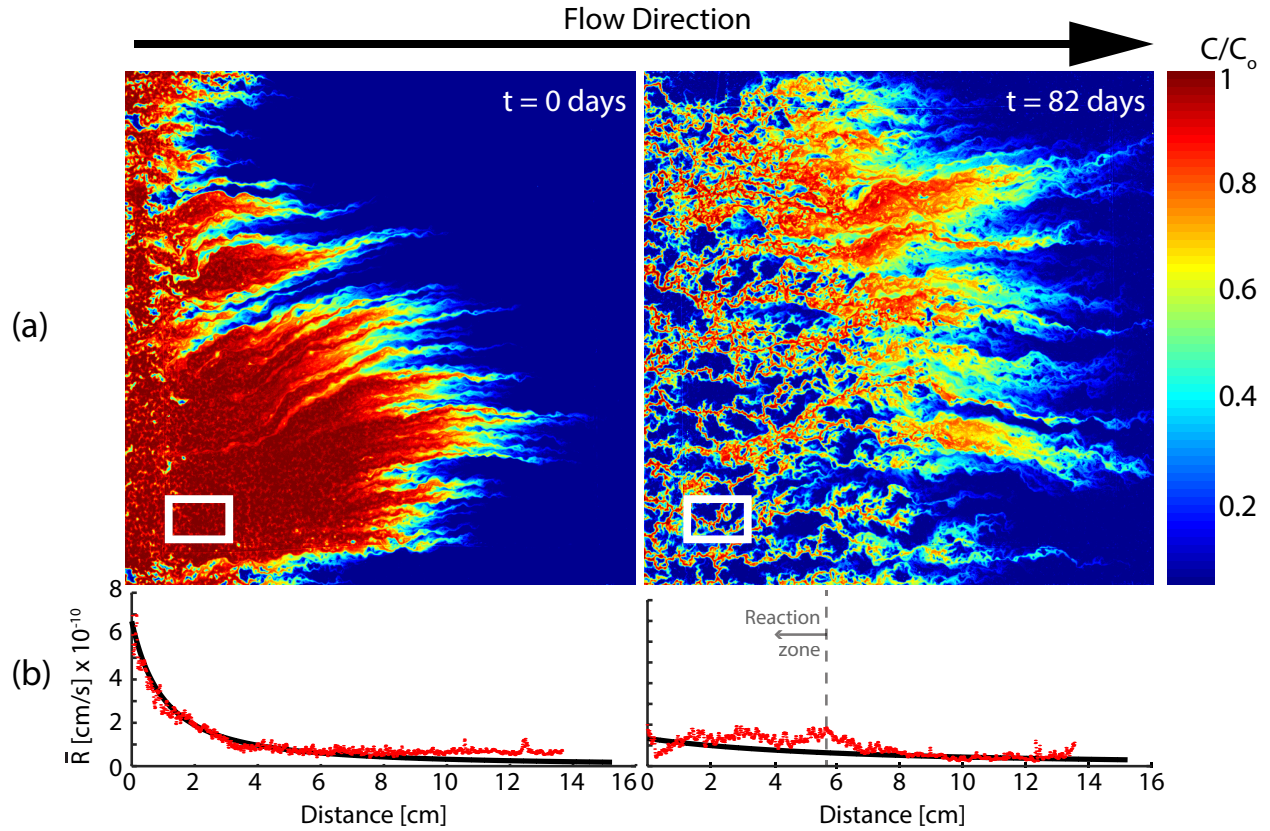 Flow Direction
C/Co
t = 0 days
t = 82 days
1
0.8
0.6
0.4
0.2
(a)
(b)
R̅ [cm/s] x 10⁻¹⁰
8
6
4
2
0
Reaction
zone
0 2 4 6 8 10 12 14 16
0 2 4 6 8 10 12 14 16
Distance [cm]
Distance [cm]